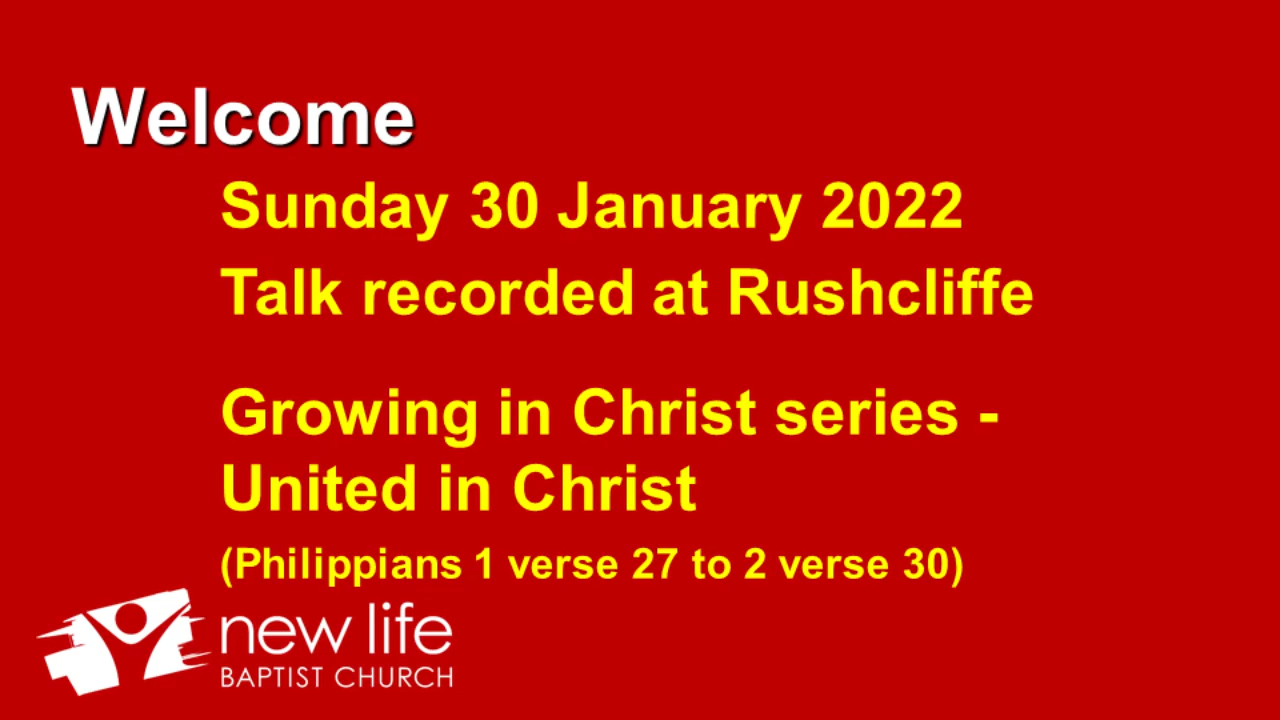 Welcome
Sunday 30 January 2022
Talk recorded at Rushcliffe
Growing in Christ series -
United in Christ
(Philippians 1 verse 27 to 2 verse 30)
new life
BAPTIST CHURCH